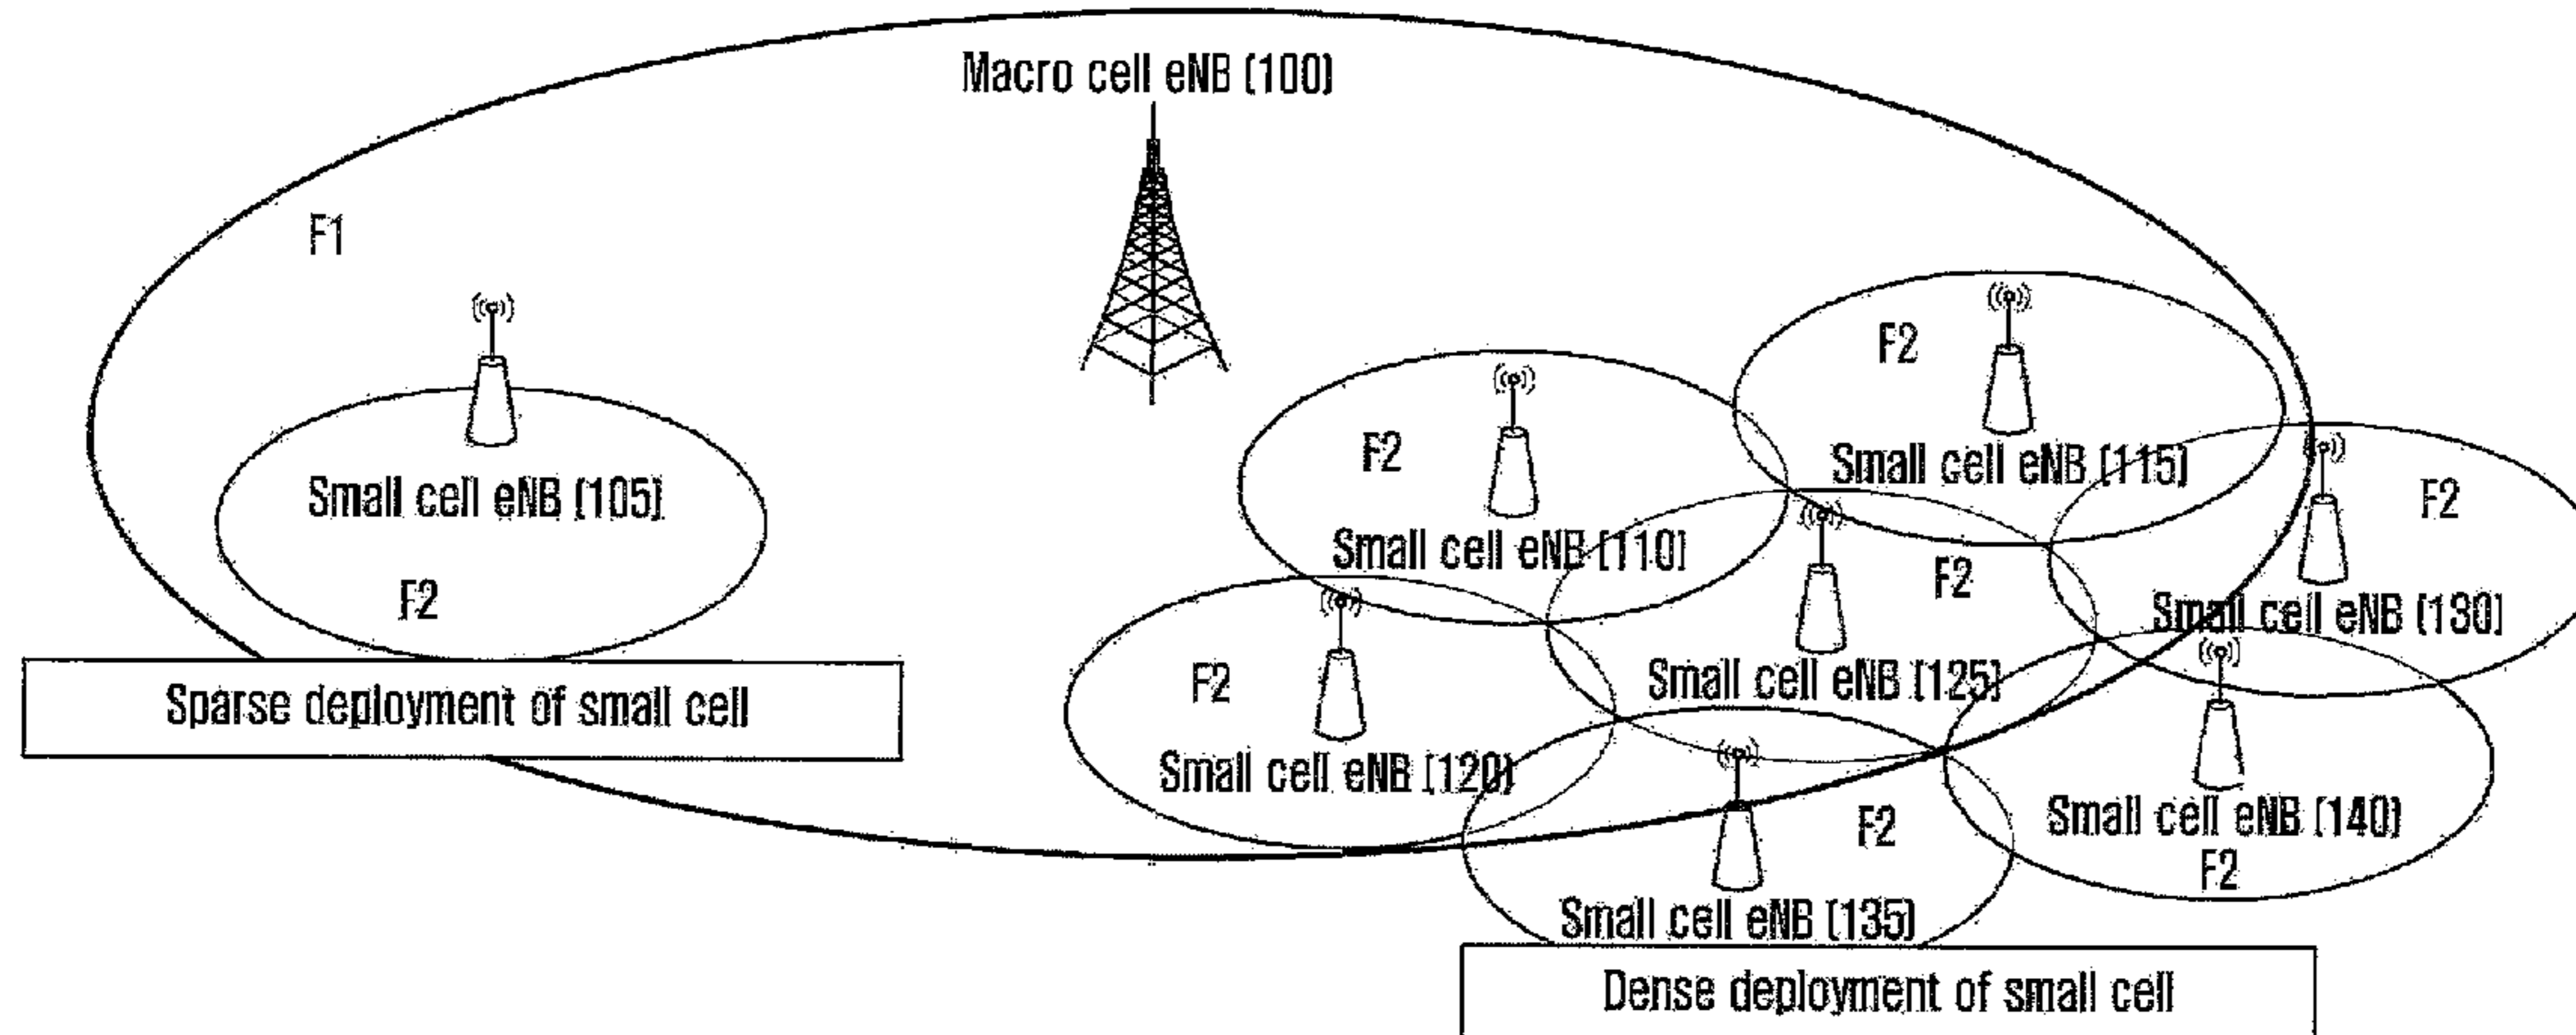 Macro cell eNB (100)
F1
F2
Small cell eNB (115)
F2
Small cell eNB (110)
Small cell eNB (105)
F2
F2
Small cell eNB (130)
F2
Small cell eNB (125)
F2
Small cell eNB (120)
Sparse deployment of small cell
F2
Small cell eNB (135)
Small cell eNB (140)
F2
Dense deployment of small cell